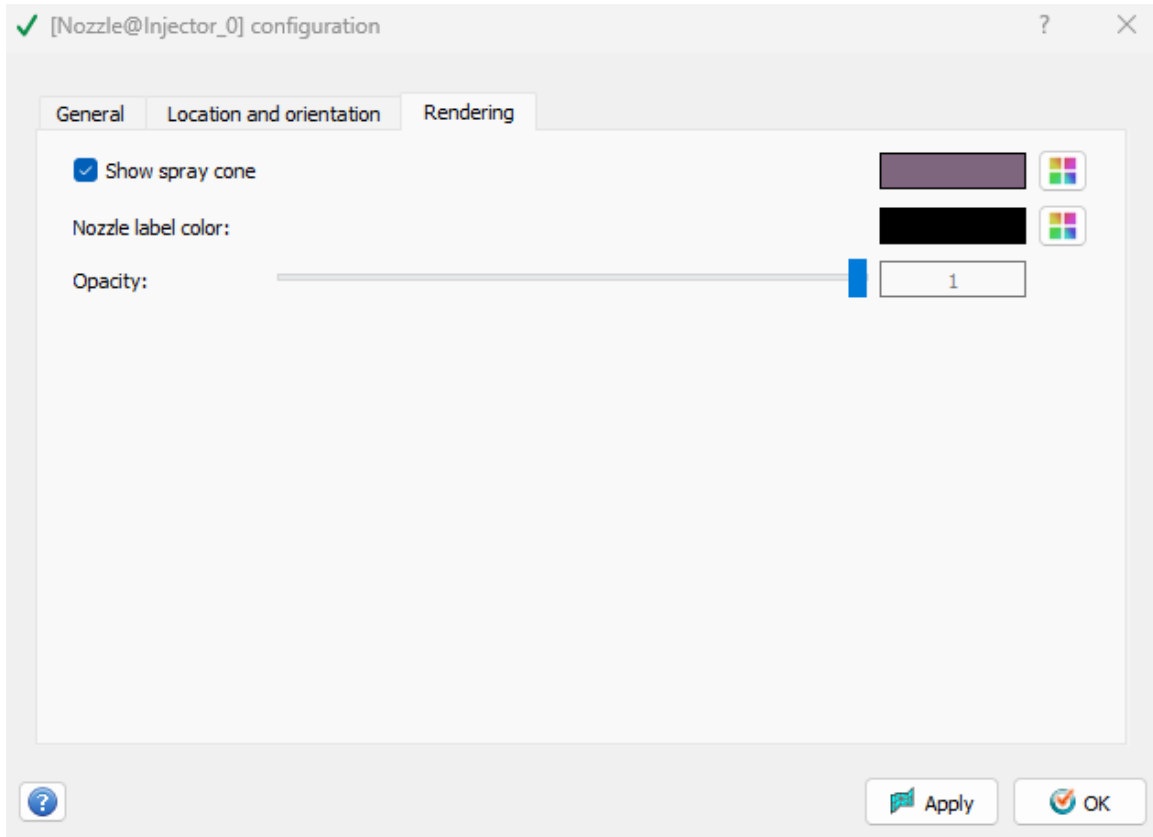 [Nozzle@Injector_0] configuration ?
General Location and orientation Rendering
Show spray cone
Nozzle label color:
Opacity: 1
? Apply OK